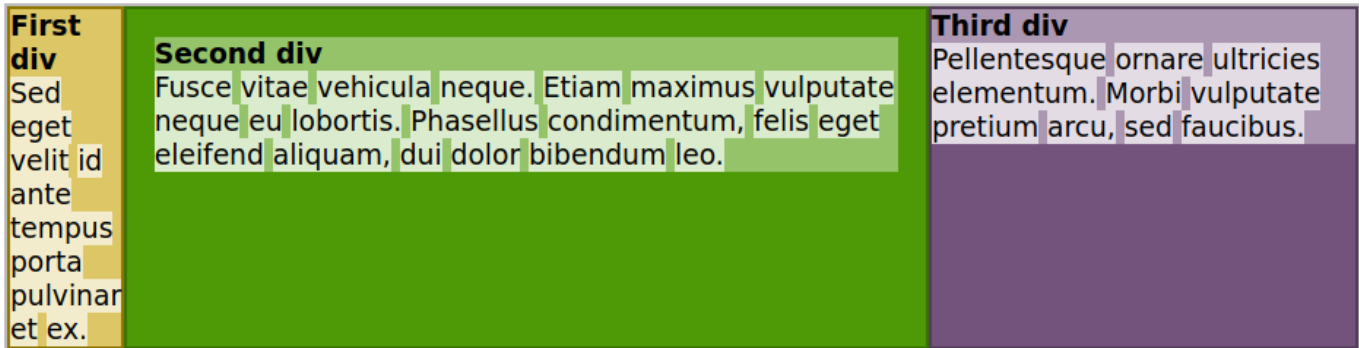 First
div
Sed
eget
velit id
ante
tempus
porta
pulvinar
et ex.
Second div
Fusce vitae vehicula neque. Etiam maximus vulputate
neque eu lobortis. Phasellus condimentum, felis eget
eleifend aliquam, dui dolor bibendum leo.
Third div
Pellentesque ornare ultricies
elementum. Morbi vulputate
pretium arcu, sed faucibus.